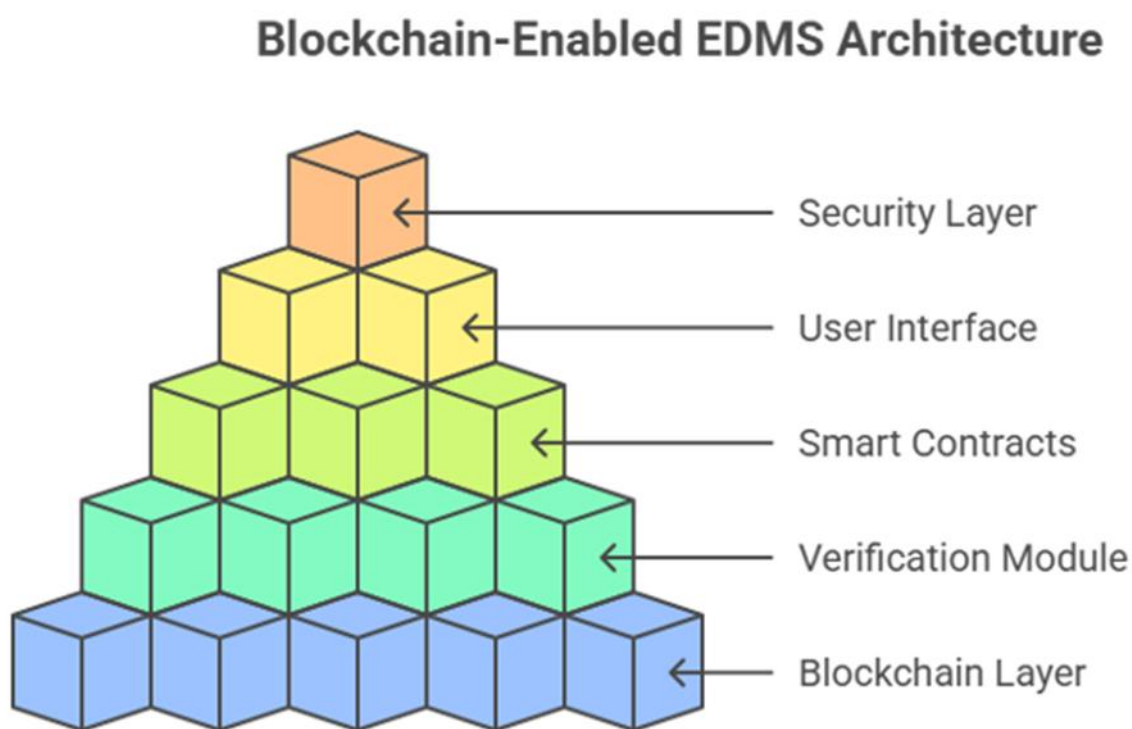 Blockchain-Enabled EDMS Architecture
Security Layer
User Interface
Smart Contracts
Verification Module
Blockchain Layer